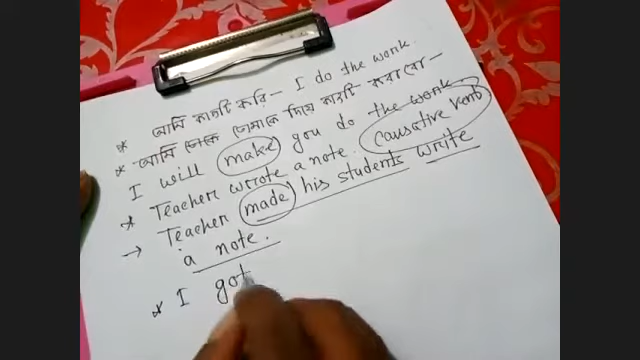 * আমি কাজটি করি – I do the work.
* আমি তোমাকে দিয়ে কাজটি করাবো –
I will make you do the work
causative verb
* Teacher wrote a note.
→ Teacher made his students write
a note.
* I got